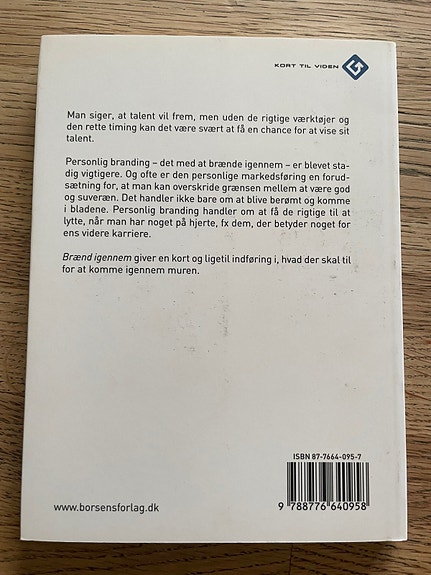 KORT TIL VIDEN
Man siger, at talent vil frem, men uden de rigtige værktøjer og
den rette timing kan det være svært at få en chance for at vise sit
talent.
Personlig branding – det med at brænde igennem – er blevet sta-
dig vigtigere. Og ofte er den personlige markedsføring en forud-
sætning for, at man kan overskride grænsen mellem at være god
og suveræn. Det handler ikke bare om at blive berømt og komme
i bladene. Personlig branding handler om at få de rigtige til at
lytte, når man har noget på hjerte, fx dem, der betyder noget for
ens videre karriere.
Brænd igennem giver en kort og ligetil indføring i, hvad der skal til
for at komme igennem muren.
ISBN 87-7664-095-7
9 788776 640958
www.borsensforlag.dk